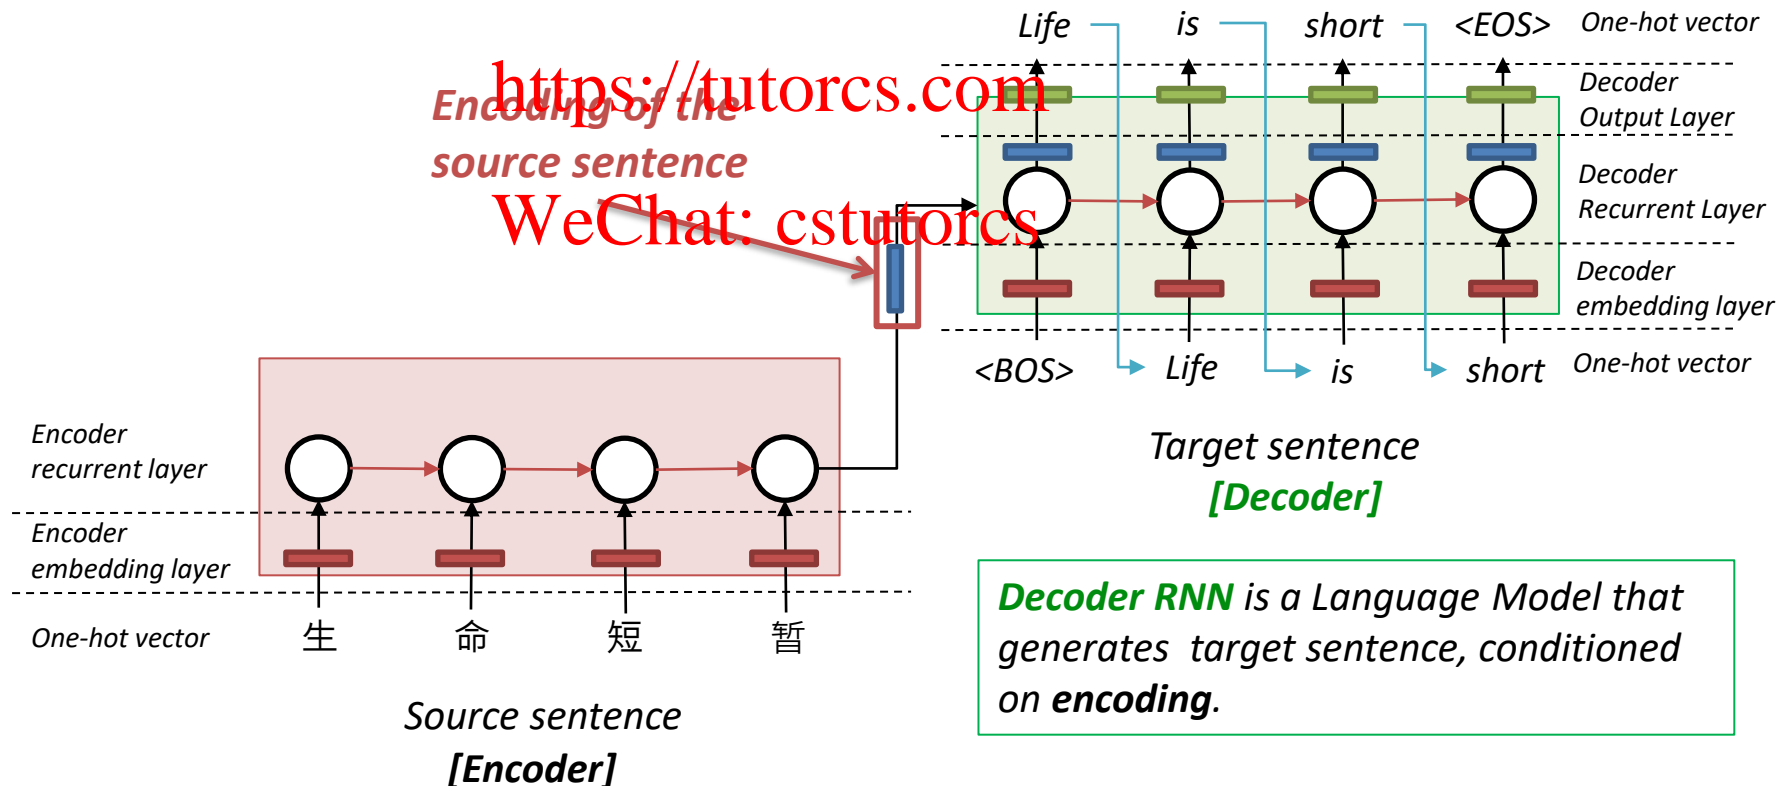 Life is short <EOS> One-hot vector
https://tutorcs.com
Encoding of the
source sentence
WeChat: cstutorcs
Decoder
Output Layer
Decoder
Recurrent Layer
Decoder
embedding layer
<BOS> Life is short One-hot vector
Target sentence
[Decoder]
Encoder
recurrent layer
Encoder
embedding layer
One-hot vector 生 命 短 暂
Source sentence
[Encoder]
Decoder RNN is a Language Model that
generates target sentence, conditioned
on encoding.